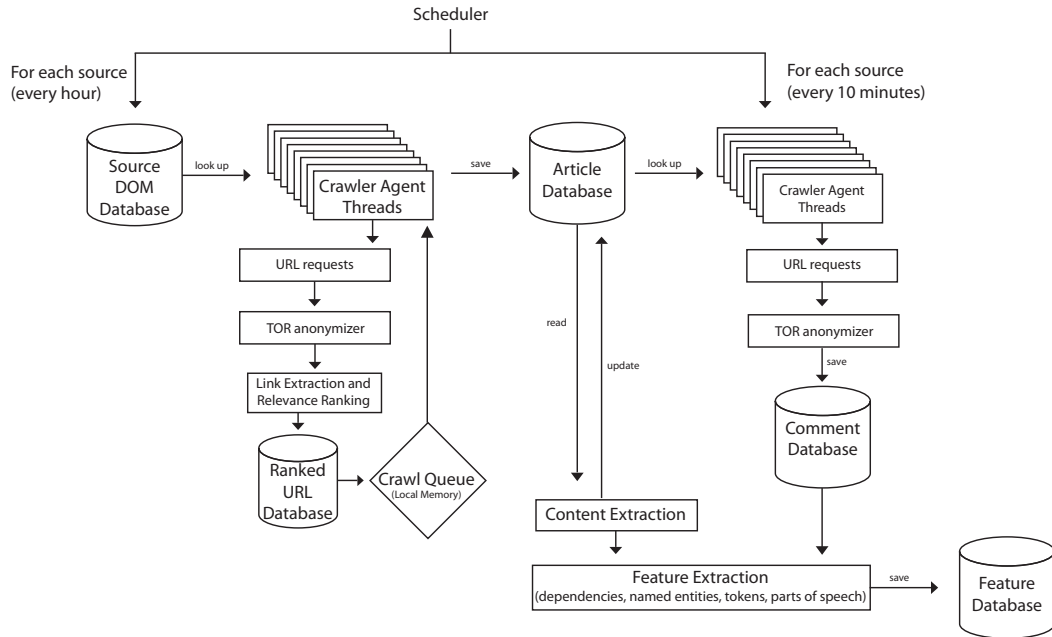 Scheduler
For each source
(every hour)
For each source
(every 10 minutes)
Source
DOM
Database
look up
Crawler Agent
Threads
save
Article
Database
look up
Crawler Agent
Threads
URL requests
TOR anonymizer
Link Extraction and
Relevance Ranking
Ranked
URL
Database
Crawl Queue
(Local Memory)
read
update
URL requests
TOR anonymizer
save
Comment
Database
Content Extraction
Feature Extraction
(dependencies, named entities, tokens, parts of speech)
save
Feature
Database